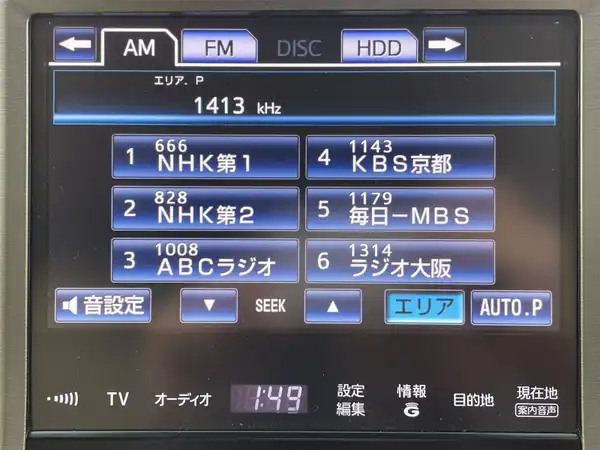 AM FM DISC HDD
エリア. P
1413 kHz
1 666 NHK第1
4 1143 KBS京都
2 828 NHK第2
5 1179 毎日ーMBS
3 1008 ABCラジオ
6 1314 ラジオ大阪
音設定 SEEK エリア AUTO.P
TV オーディオ 1:49 設定 編集 情報 G 目的地 現在地 案内音声